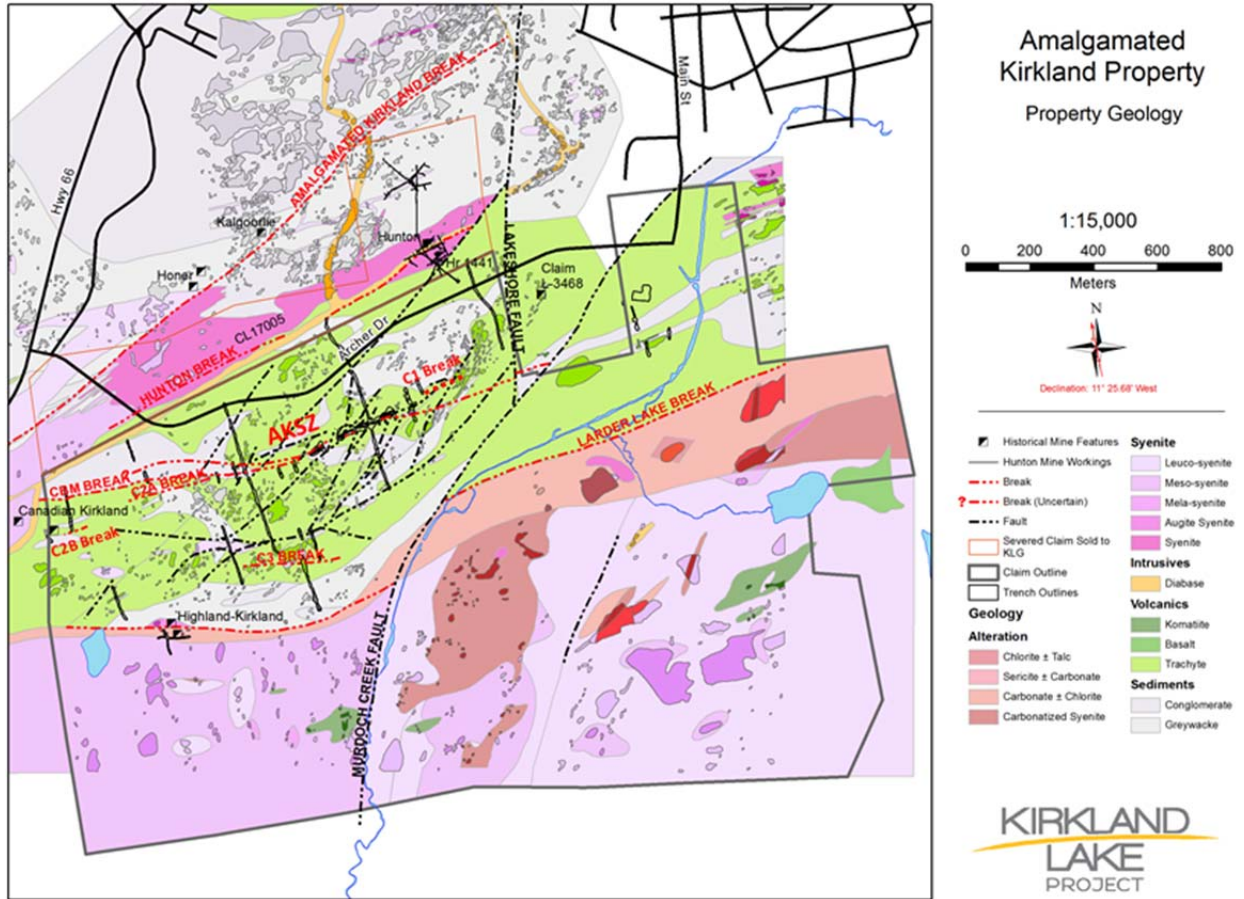 Amalgamated
Kirkland Property
Property Geology
1:15,000
0 200 400 600 800
Meters
N
Declination: 11° 25.68' West
Historical Mine Features
Hunton Mine Workings
Break
? Break (Uncertain)
Fault
Severed Claim Sold to
KLG
Claim Outline
Trench Outlines
Geology
Alteration
Chlorite ± Talc
Sericite ± Carbonate
Carbonate ± Chlorite
Carbonatized Syenite
Syenite
Leuco-syenite
Meso-syenite
Mela-syenite
Augite Syenite
Syenite
Intrusives
Diabase
Volcanics
Komatiite
Basalt
Trachyte
Sediments
Conglomerate
Greywacke
KIRKLAND
LAKE
PROJECT
Hwy 66
Main St
AMALGAMATED KIRKLAND BREAK
Kalgoorlie
Hunton
Hr 1441
Honer
LAKESHORE FAULT
Claim
L-3468
CL17005
HUNTON BREAK
Archer Dr
C1 Break
AKSZ
LARDER LAKE BREAK
CBM BREAK
?
C2E BREAK
Canadian Kirkland
C2B Break
C3 BREAK
Highland-Kirkland
MURDOCH CREEK FAULT